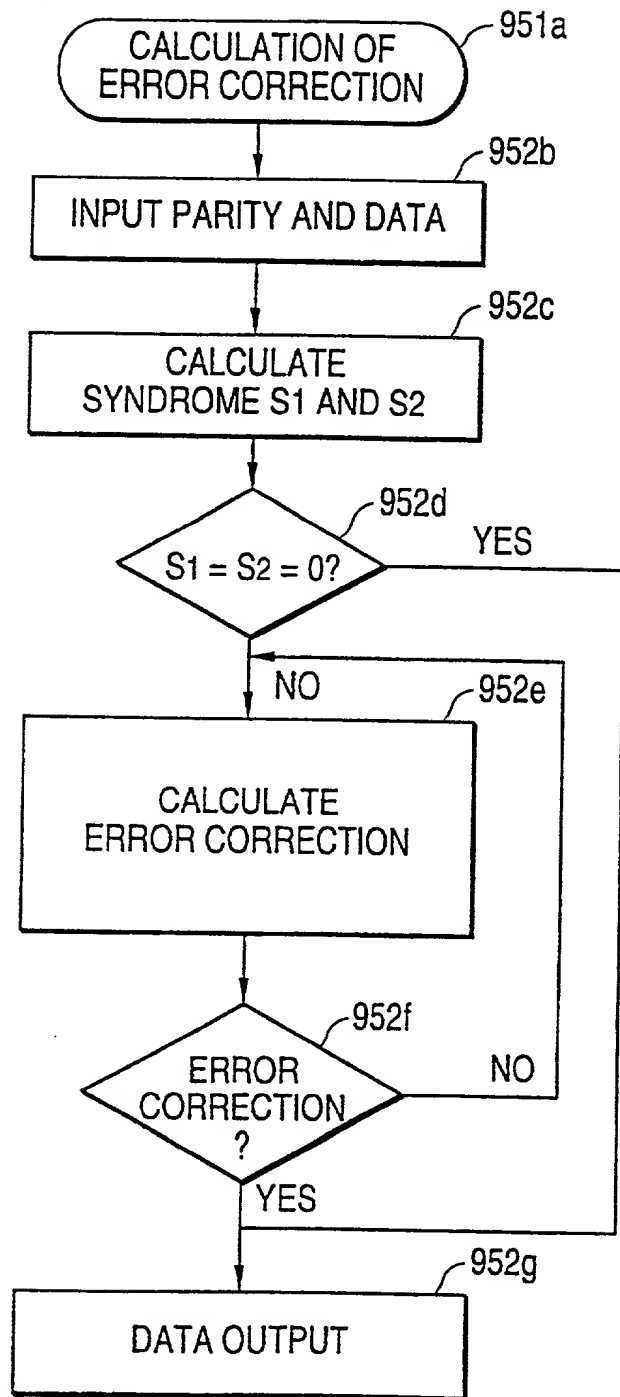 951a
CALCULATION OF
ERROR CORRECTION
952b
INPUT PARITY AND DATA
952c
CALCULATE
SYNDROME S1 AND S2
952d
S1 = S2 = 0?
YES
NO
952e
CALCULATE
ERROR CORRECTION
952f
ERROR
CORRECTION
?
NO
YES
952g
DATA OUTPUT